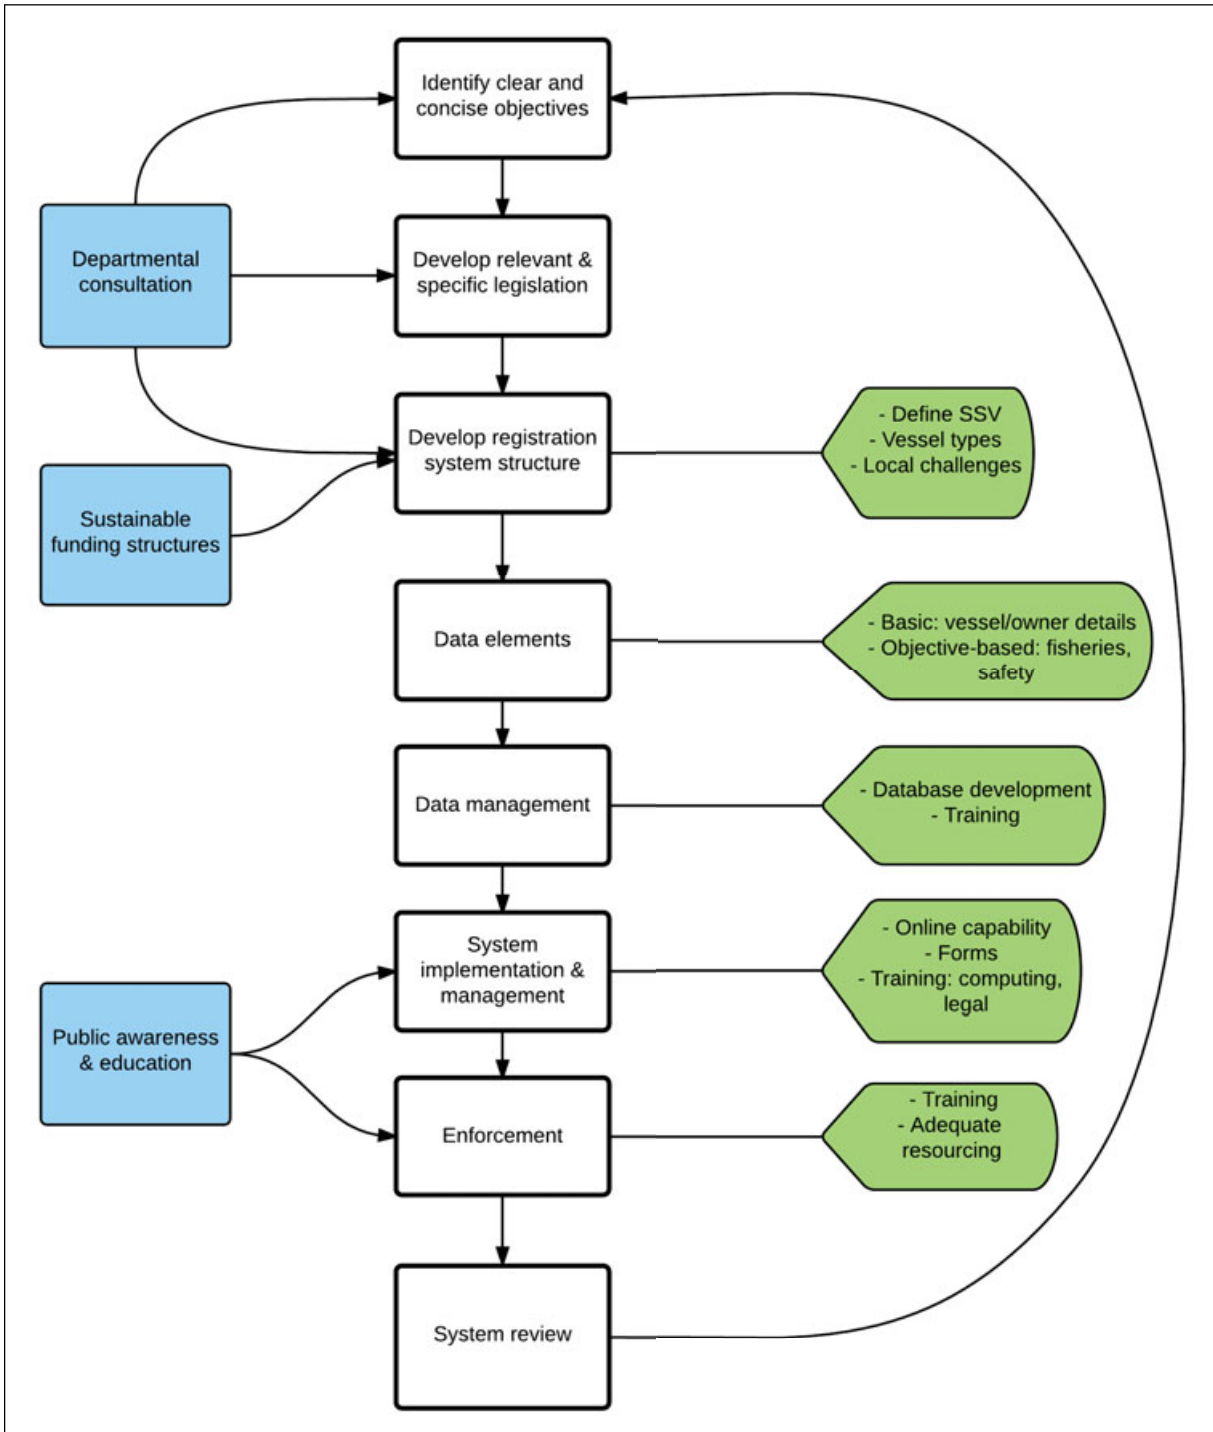 Identify clear and
concise objectives
Departmental
consultation
Develop relevant &
specific legislation
Develop registration
system structure
- Define SSV
- Vessel types
- Local challenges
Sustainable
funding structures
Data elements
- Basic: vessel/owner details
- Objective-based: fisheries,
safety
Data management
- Database development
- Training
System
implementation &
management
- Online capability
- Forms
- Training: computing,
legal
Public awareness
& education
Enforcement
- Training
- Adequate
resourcing
System review